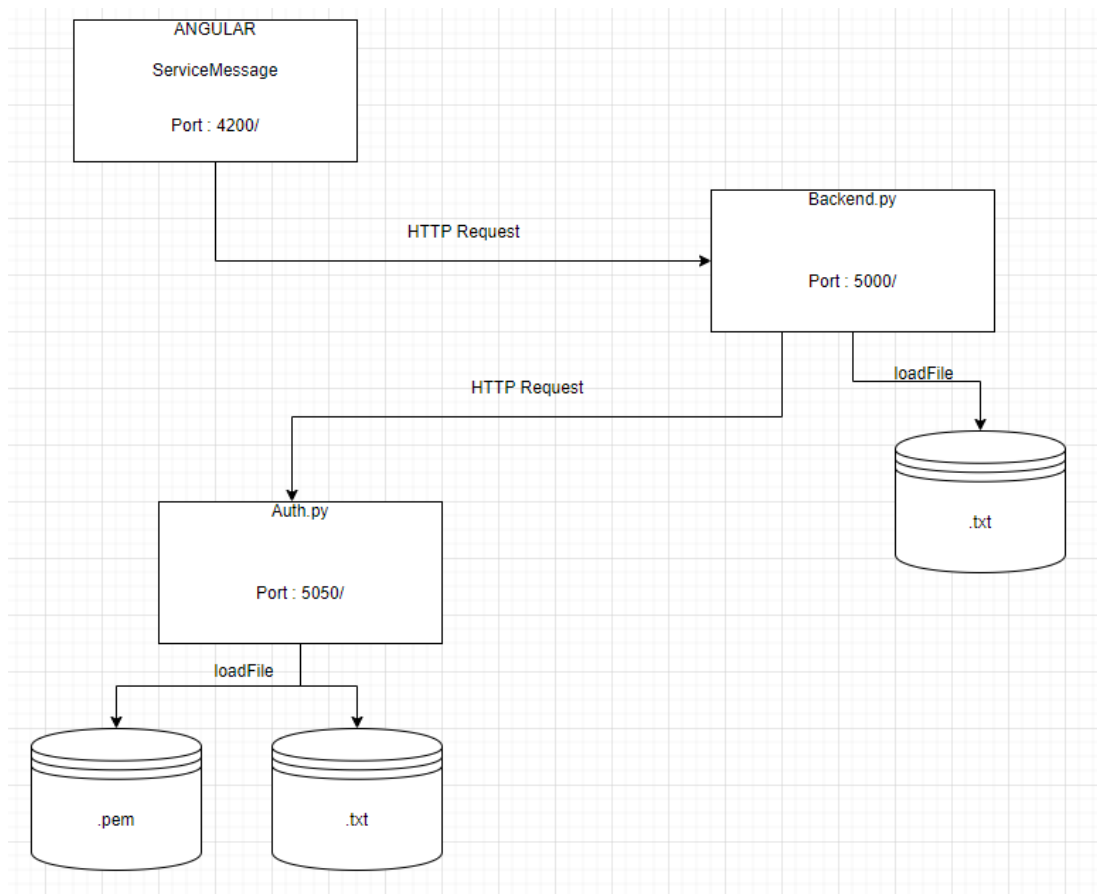 ANGULAR
ServiceMessage
Port : 4200/
Backend.py
HTTP Request
Port : 5000/
loadFile
HTTP Request
Auth.py
.txt
Port : 5050/
loadFile
.pem
.txt